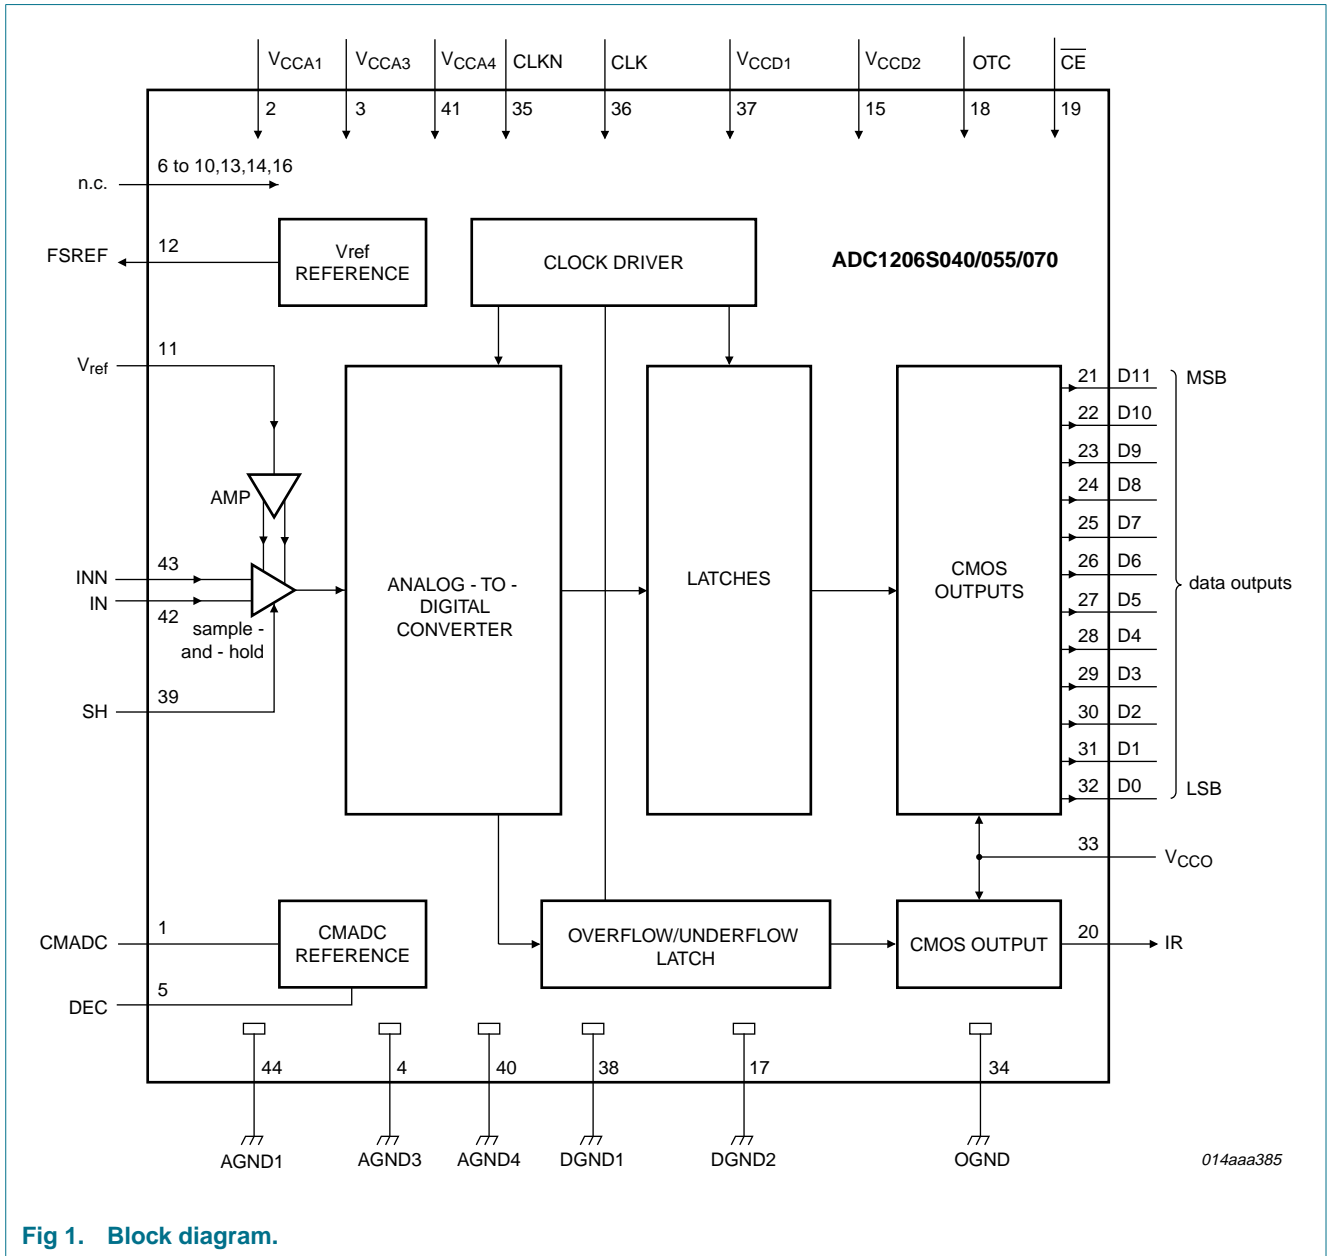 VCCA1 VCCA3 VCCA4 CLKN CLK VCCD1 VCCD2 OTC CE
2 3 41 35 36 37 15 18 19
6 to 10,13,14,16
n.c.
12
FSREF
Vref
REFERENCE
CLOCK DRIVER
ADC1206S040/055/070
11
Vref
21 D11 MSB
22 D10
23 D9
24 D8
25 D7
26 D6
27 D5
28 D4
29 D3
30 D2
31 D1
32 D0 LSB
data outputs
AMP
43
INN
IN
42
sample -
and - hold
39
SH
ANALOG - TO -
DIGITAL
CONVERTER
LATCHES
CMOS
OUTPUTS
33
VCCO
1
CMADC
CMADC
REFERENCE
5
DEC
OVERFLOW/UNDERFLOW
LATCH
CMOS OUTPUT
20
IR
44 4 40 38 17 34
AGND1 AGND3 AGND4 DGND1 DGND2 OGND
014aaa385
Fig 1. Block diagram.